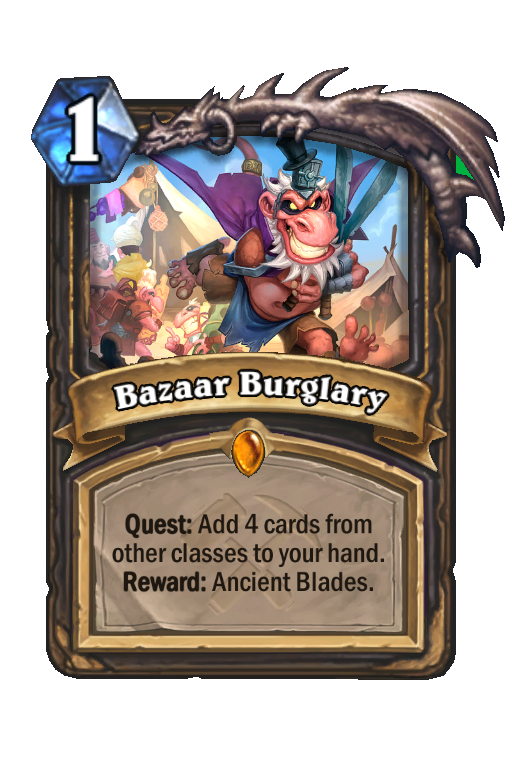 1
Bazaar Burglary
Quest: Add 4 cards from
other classes to your hand.
Reward: Ancient Blades.